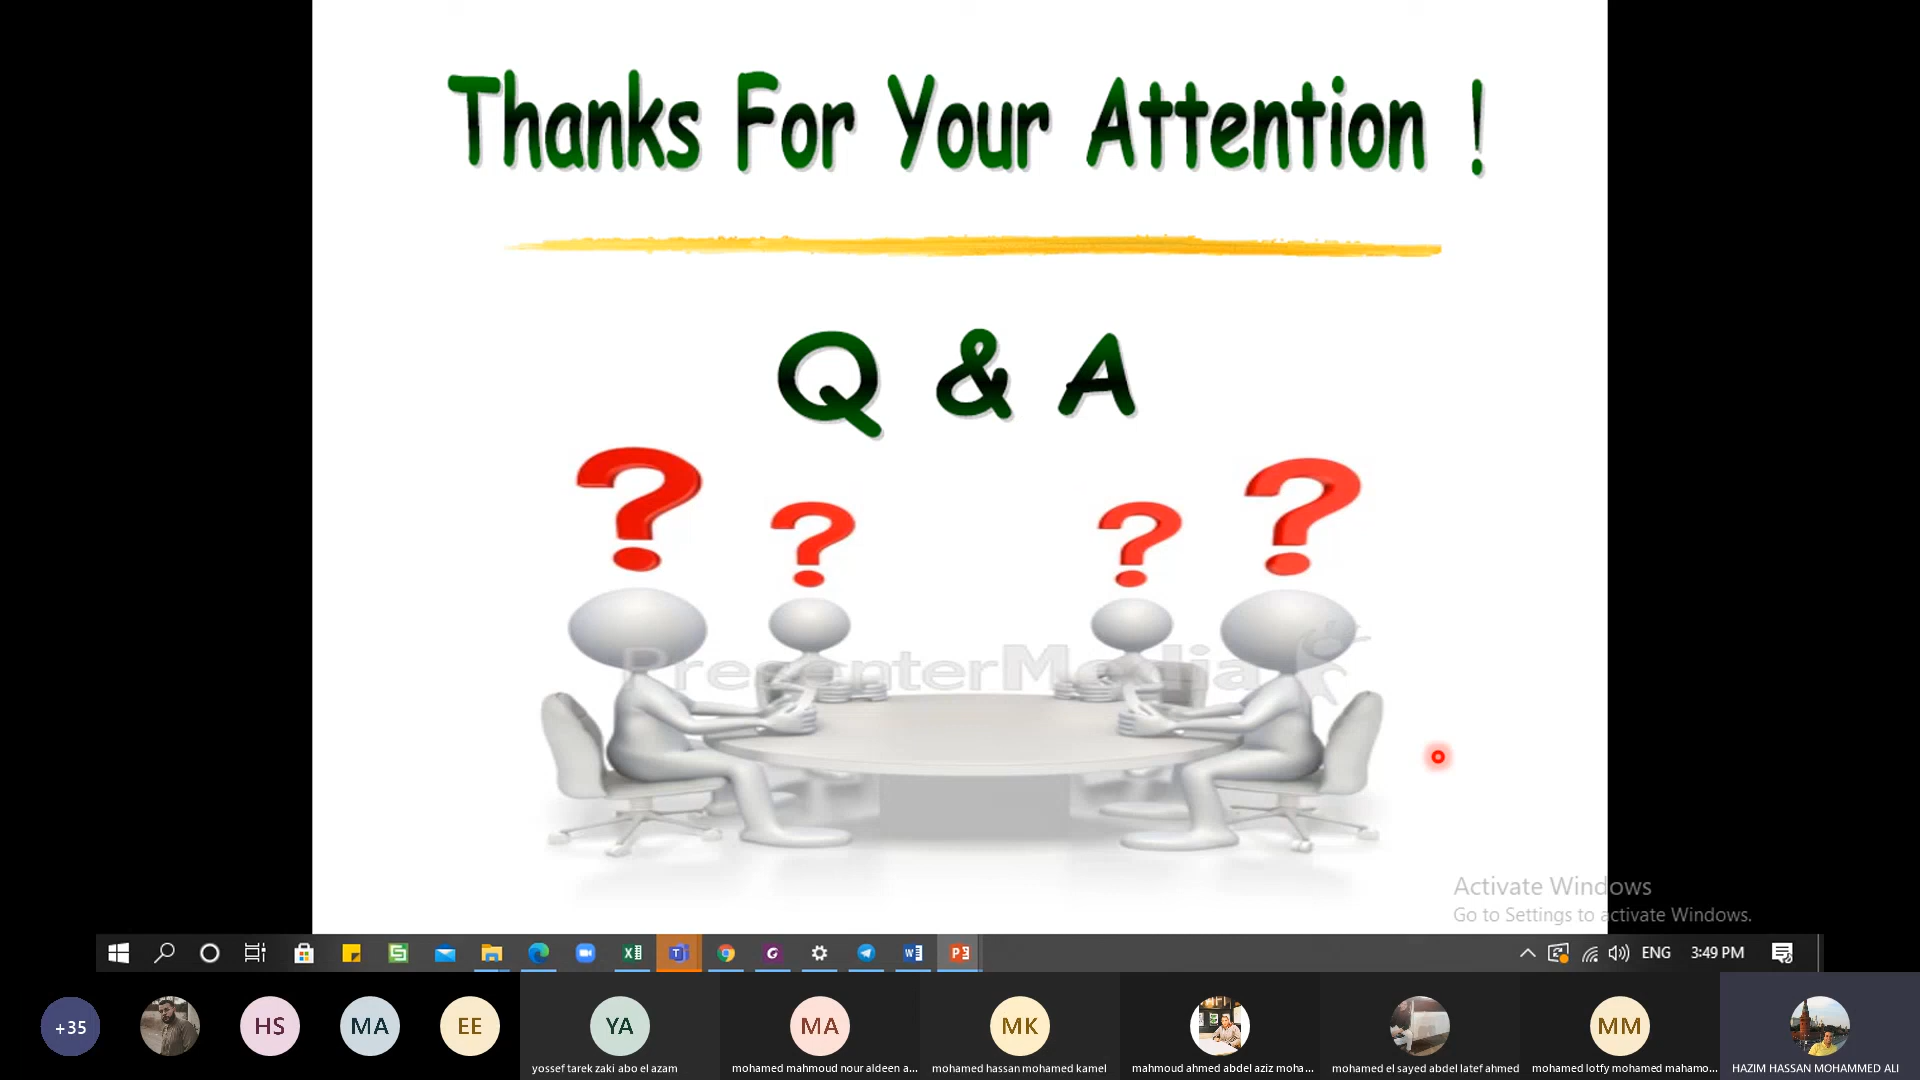 Thanks For Your Attention !
Q & A
? ? ? ?
PresenterMedia
Activate Windows
Go to Settings to activate Windows.
ENG 3:49 PM
+35
HS
MA
EE
YA
MA
MK
MM
yossef tarek zaki abo el azam
mohamed mahmoud nour aldeen a...
mohamed hassan mohamed kamel
mahmoud ahmed abdel aziz moha...
mohamed el sayed abdel latef ahmed
mohamed lotfy mohamed mahamo...
HAZIM HASSAN MOHAMMED ALI